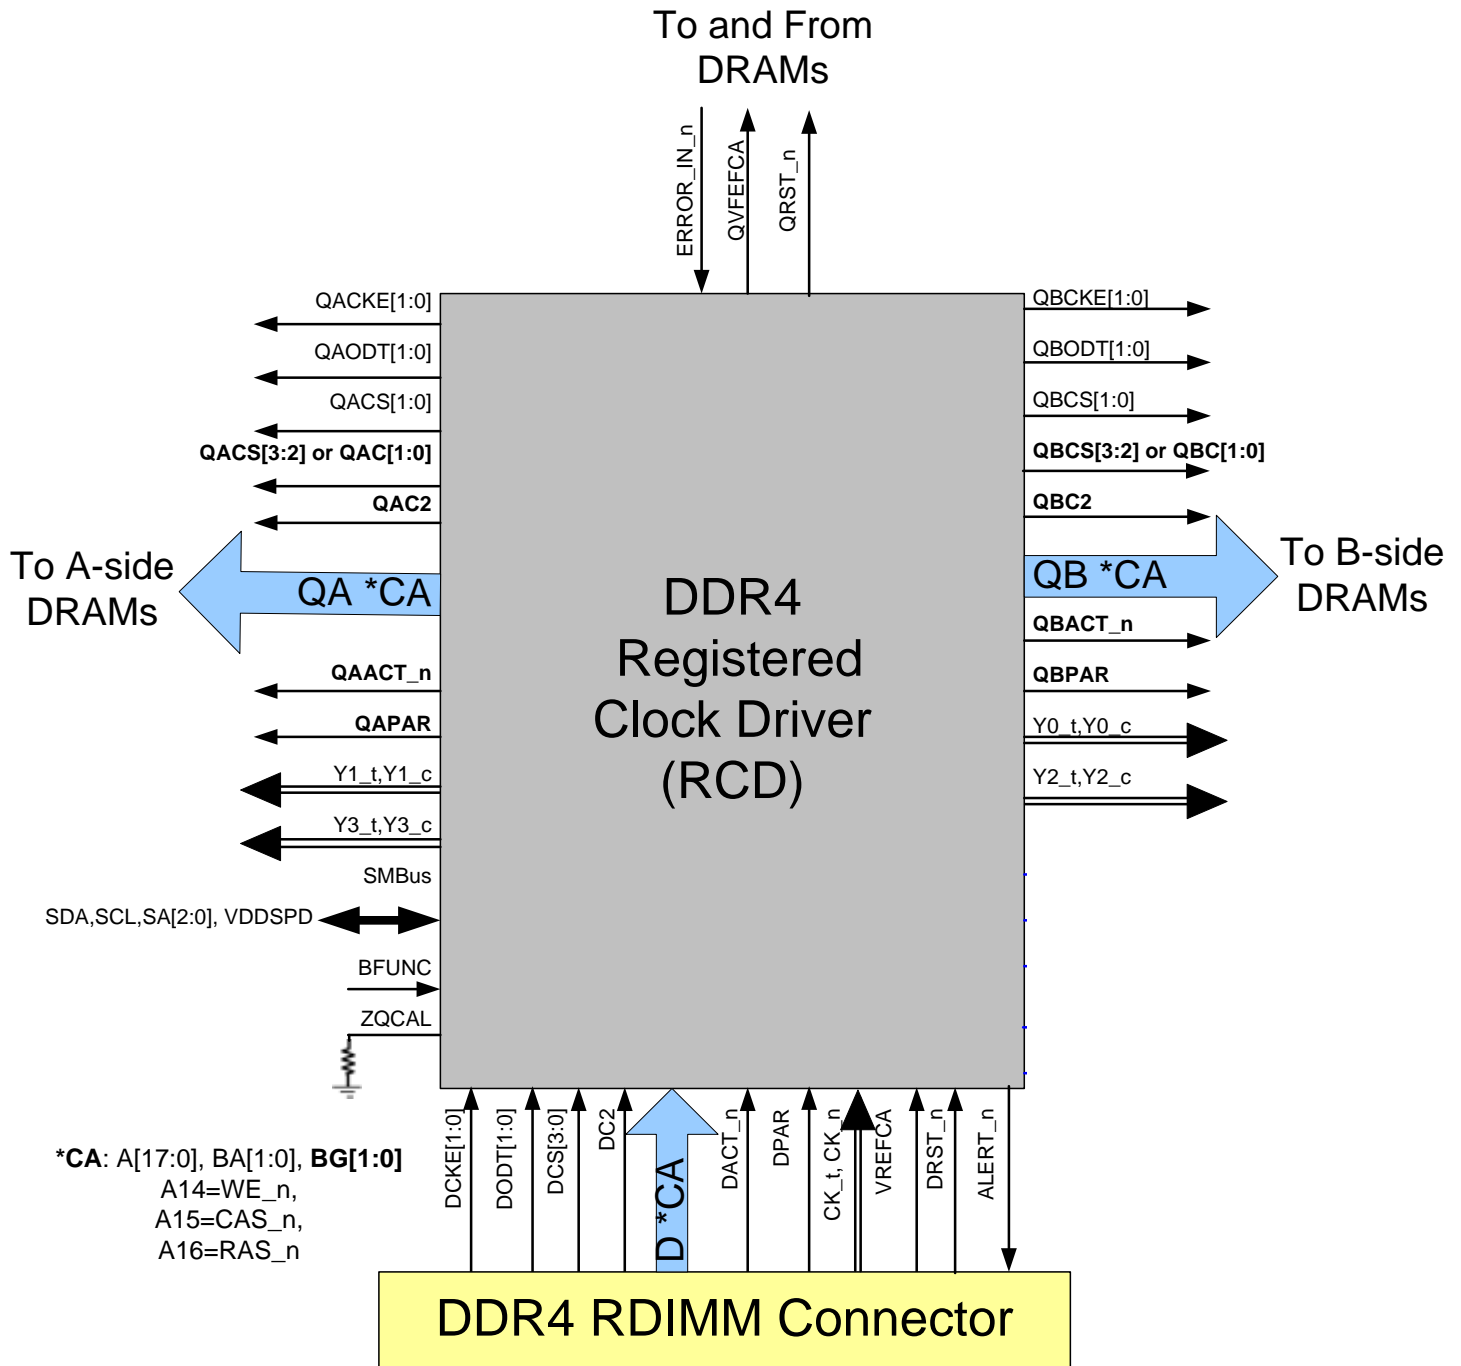 To and From
DRAMs
ERROR_IN_n
QVFEFCA
QRST_n
QACKE[1:0]
QAODT[1:0]
QACS[1:0]
QACS[3:2] or QAC[1:0]
QAC2
To A-side
DRAMs
QA *CA
QAACT_n
QAPAR
Y1_t,Y1_c
Y3_t,Y3_c
SMBus
SDA,SCL,SA[2:0], VDDSPD
BFUNC
ZQCAL
DDR4
Registered
Clock Driver
(RCD)
QBCKE[1:0]
QBODT[1:0]
QBCS[1:0]
QBCS[3:2] or QBC[1:0]
QBC2
QB *CA
To B-side
DRAMs
QBACT_n
QBPAR
Y0_t,Y0_c
Y2_t,Y2_c
DCKE[1:0]
DODT[1:0]
DCS[3:0]
DC2
D *CA
DACT_n
DPAR
CK_t, CK_n
VREFCA
DRST_n
ALERT_n
*CA: A[17:0], BA[1:0], BG[1:0]
A14=WE_n,
A15=CAS_n,
A16=RAS_n
DDR4 RDIMM Connector